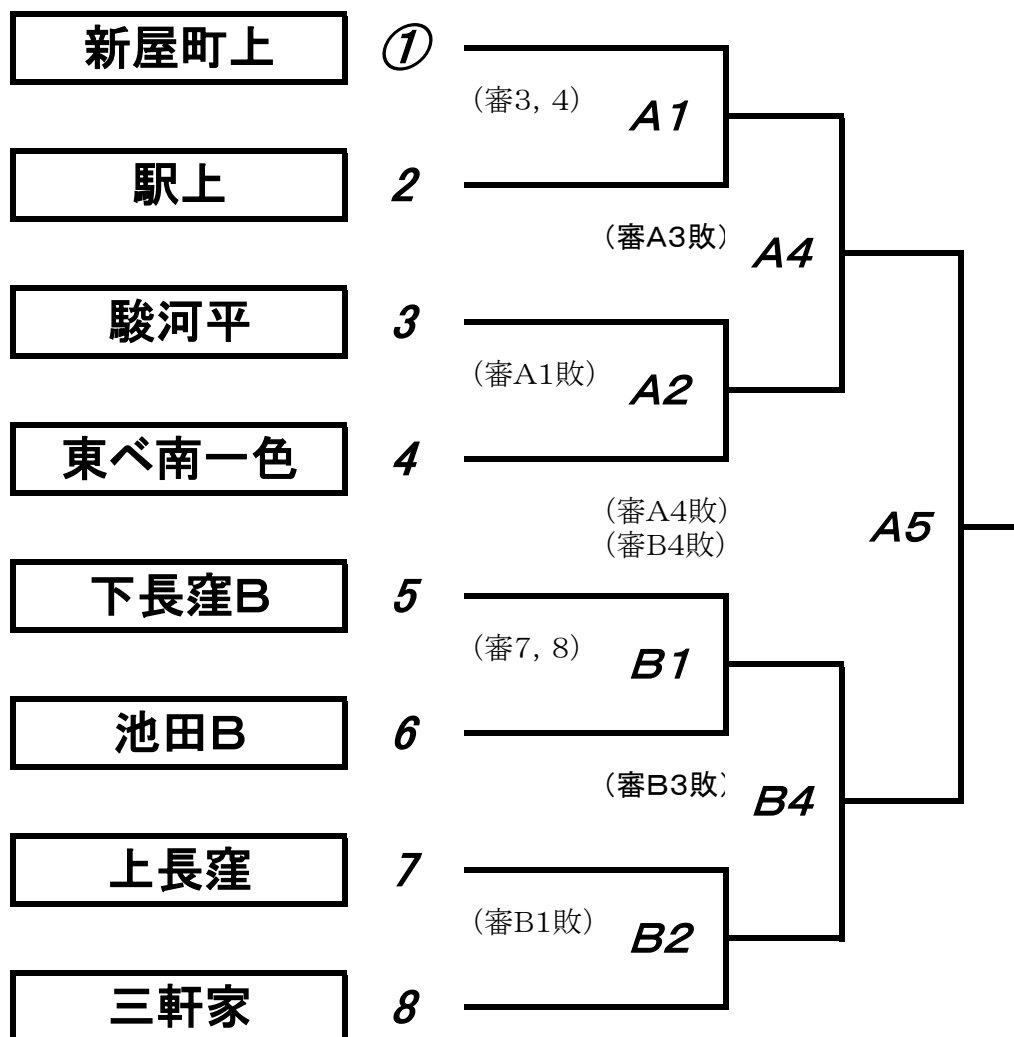 新屋町上 ①
(審3, 4) A1
駅上 2
(審A3敗) A4
駿河平 3
(審A1敗) A2
東べ南一色 4
(審A4敗)
(審B4敗) A5
下長窪B 5
(審7, 8) B1
池田B 6
(審B3敗) B4
上長窪 7
(審B1敗) B2
三軒家 8